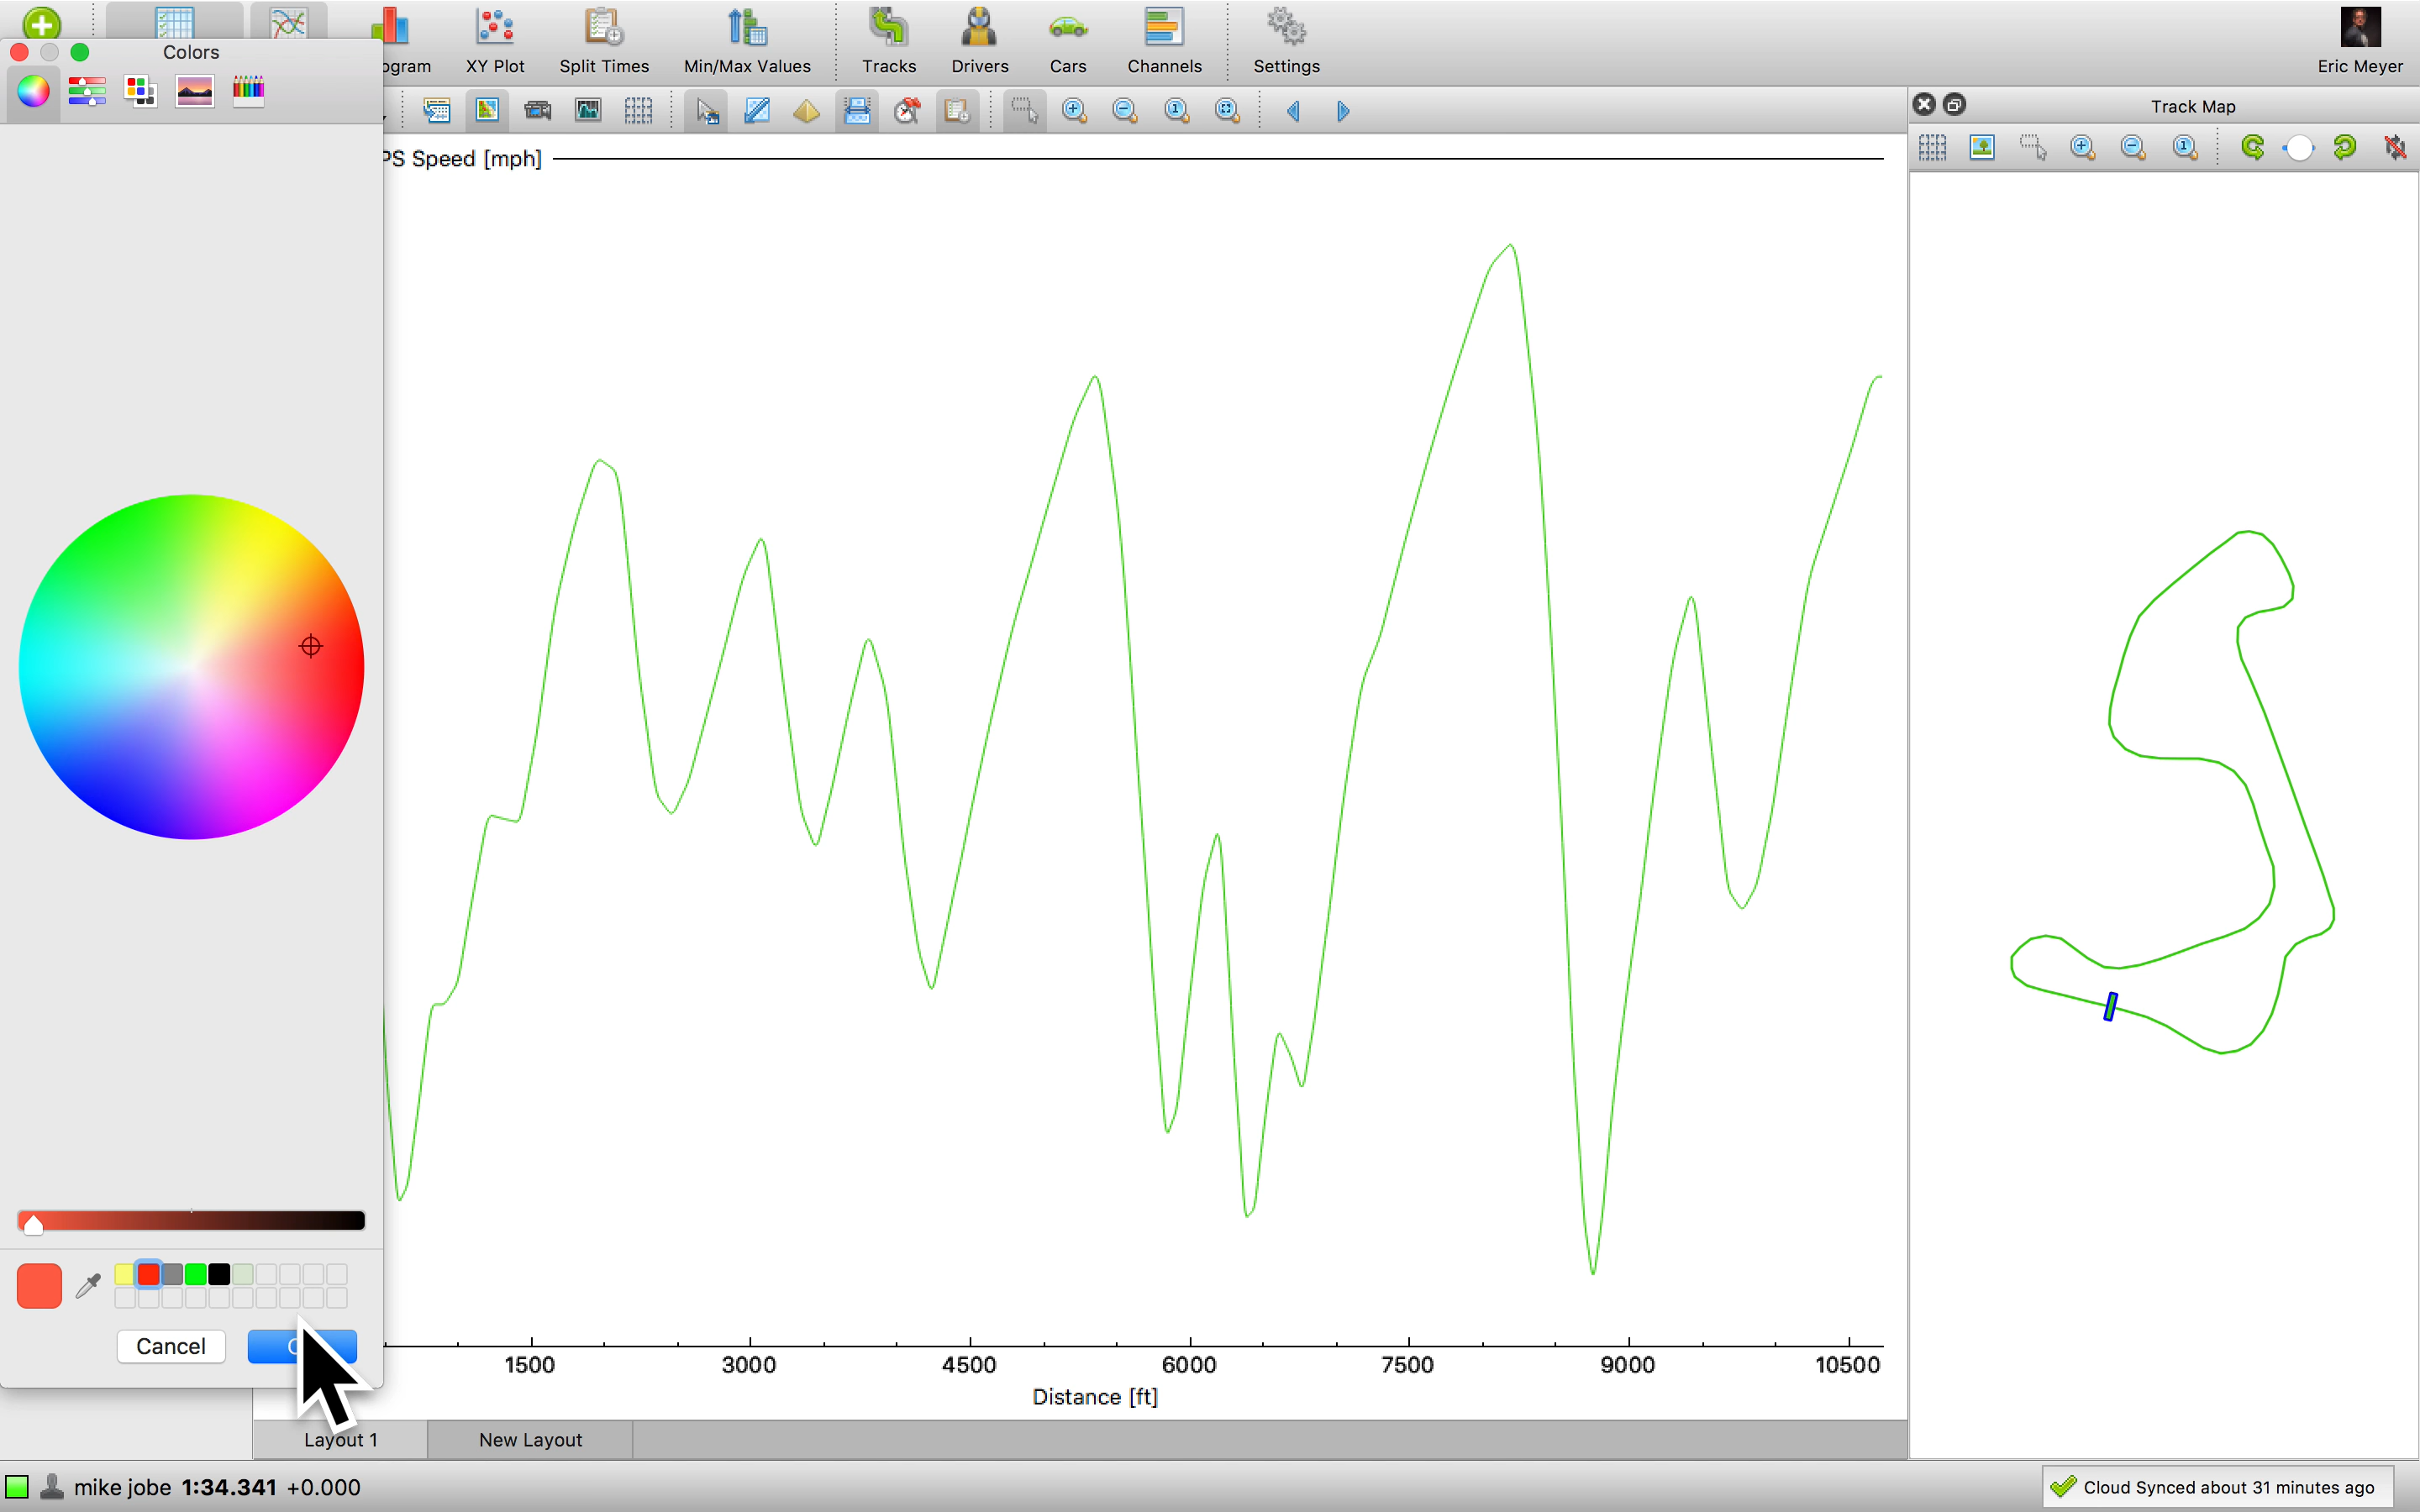 Colors
ogram
XY Plot
Split Times
Min/Max Values
Tracks
Drivers
Cars
Channels
Settings
Eric Meyer
Track Map
PS Speed [mph]
Cancel
1500
3000
4500
6000
7500
9000
10500
Distance [ft]
Layout 1
New Layout
mike jobe 1:34.341 +0.000
Cloud Synced about 31 minutes ago